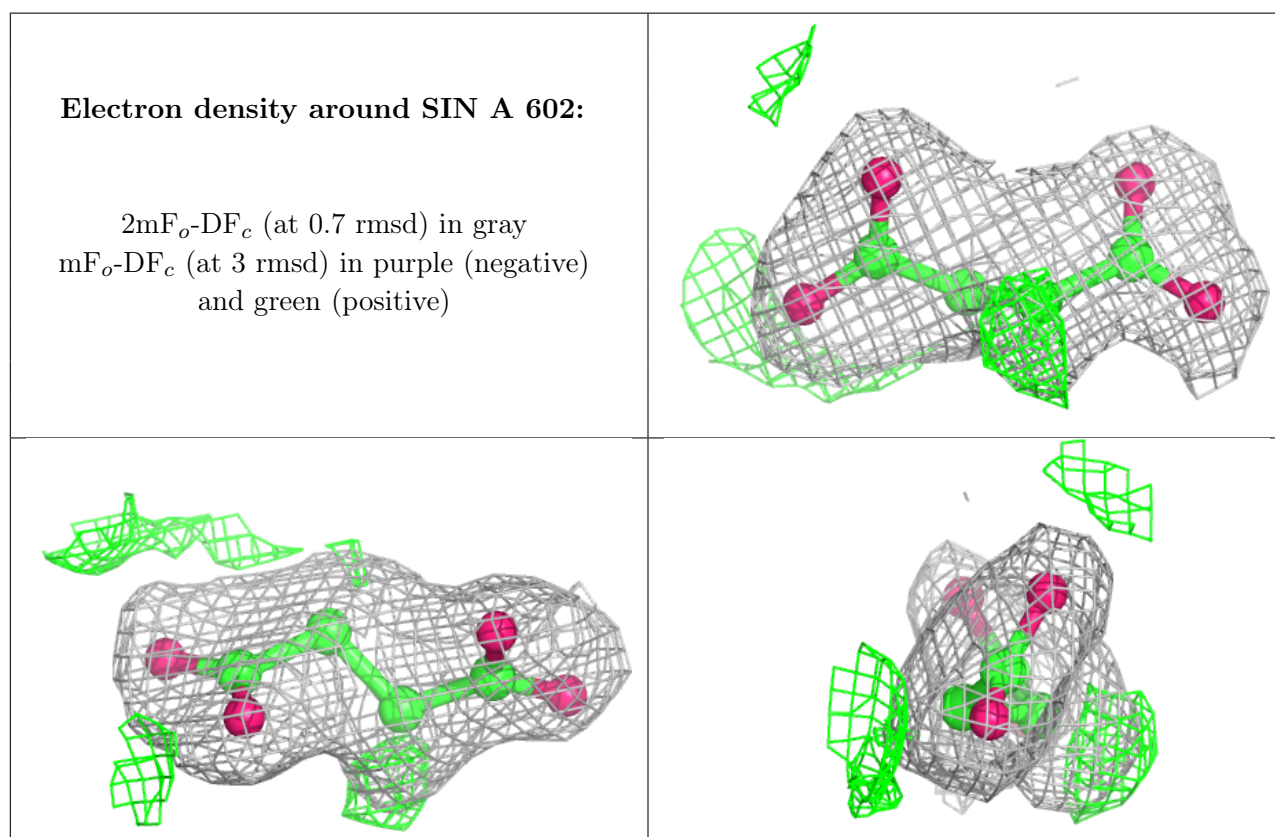 Electron density around SIN A 602:
2mFo-DFc (at 0.7 rmsd) in gray
mFo-DFc (at 3 rmsd) in purple (negative)
and green (positive)